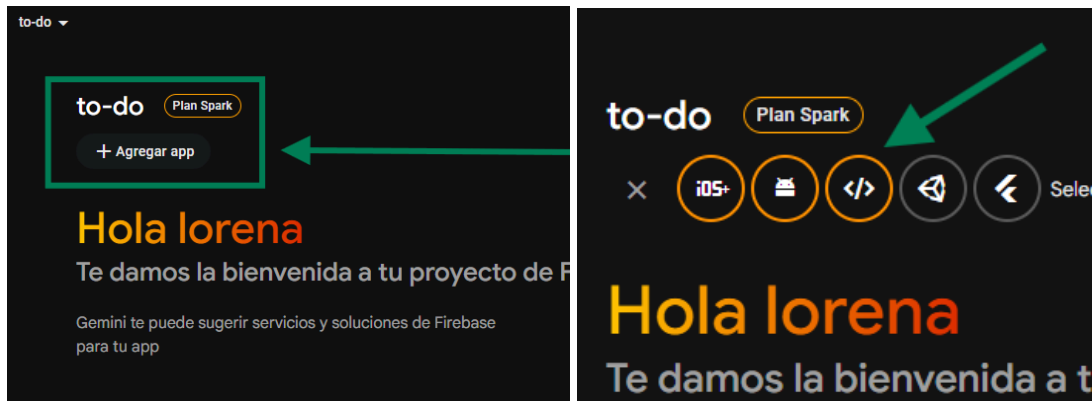 to-do
to-do Plan Spark
+ Agregar app
Hola lorena
Te damos la bienvenida a tu proyecto de F
Gemini te puede sugerir servicios y soluciones de Firebase
para tu app
to-do Plan Spark
iOS+ </> Selec
Hola lorena
Te damos la bienvenida a t